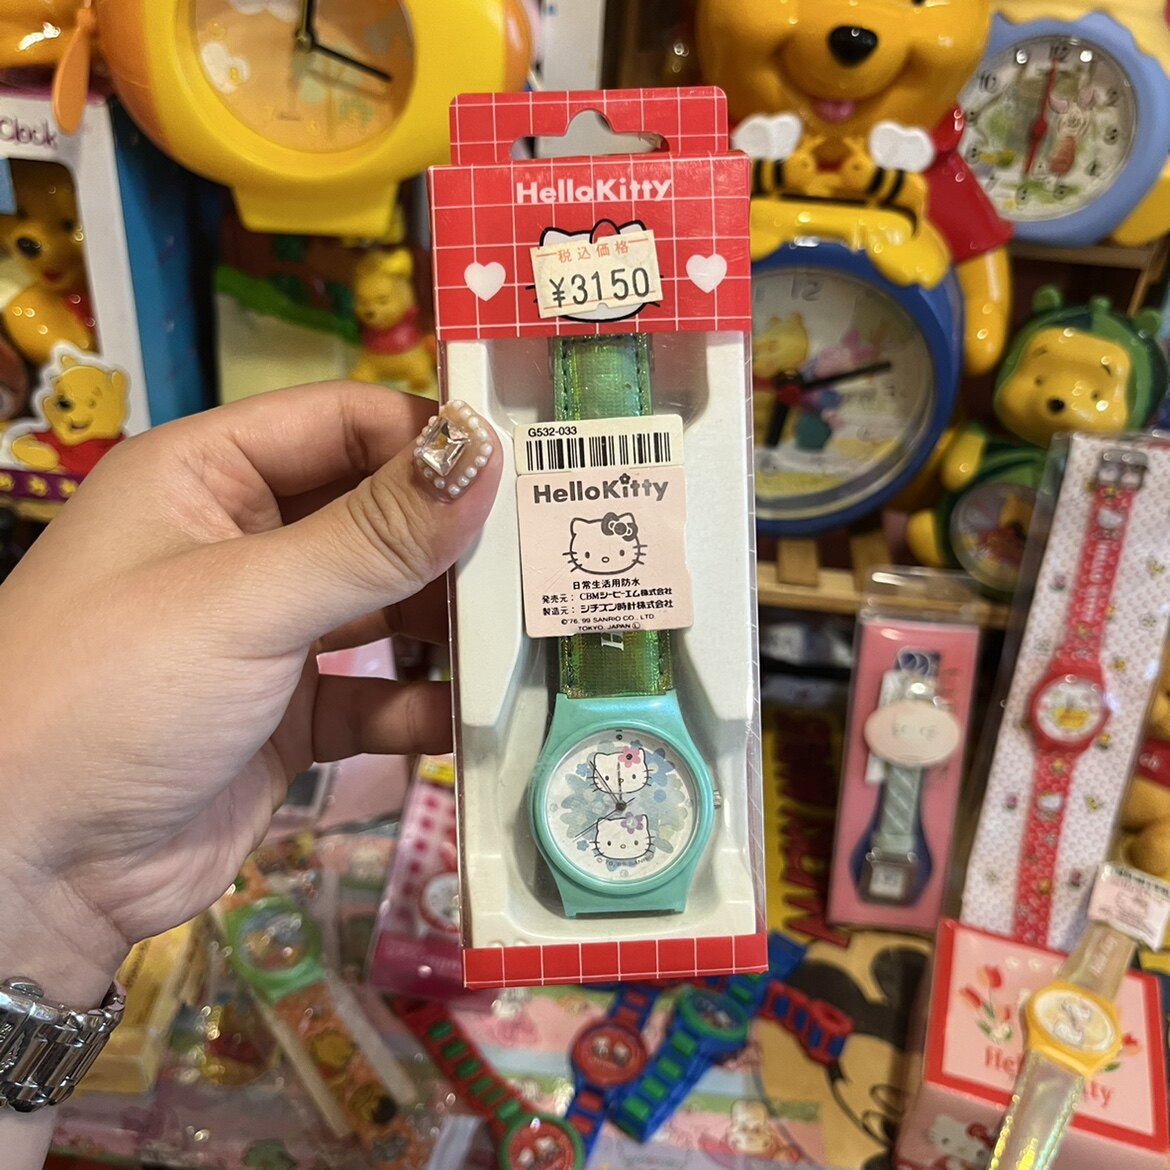 Clock
HelloKitty
税込価格
¥3150
G532-033
HelloKitty
日常生活用防水
発売元: CBMシービーエム株式会社
製造元: シチズン時計株式会社
©'76, '99 SANRIO CO., LTD.
TOKYO, JAPAN Ⓛ